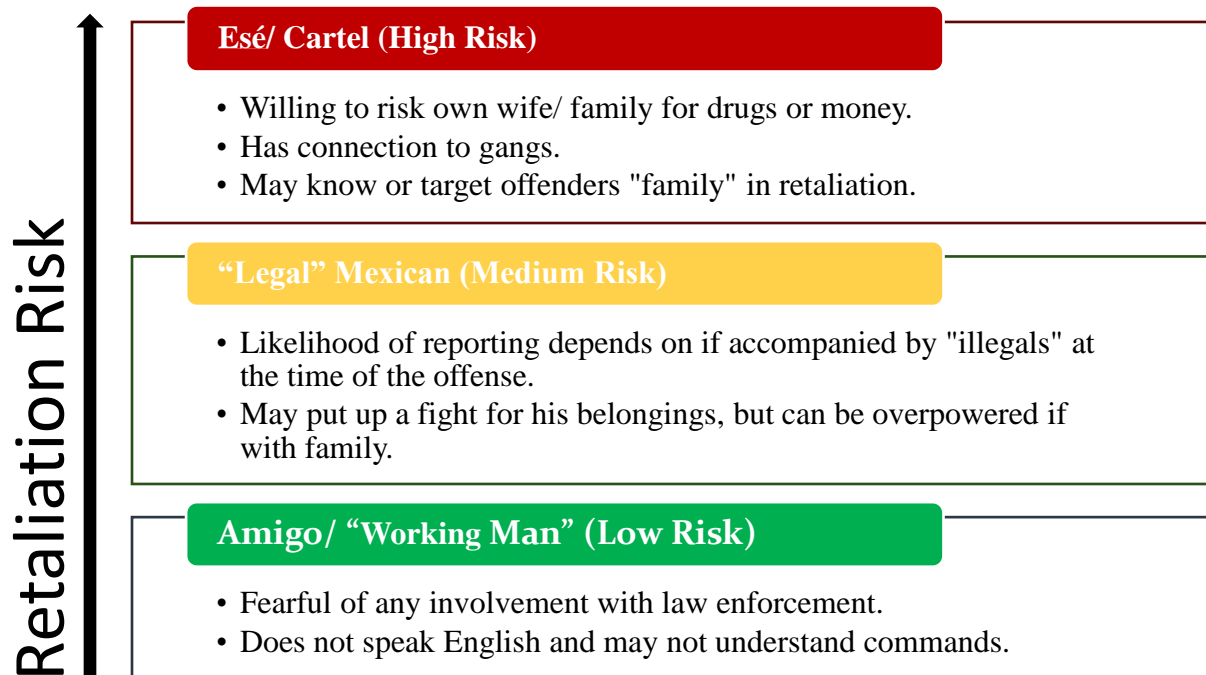 Retaliation Risk
Esé/ Cartel (High Risk)
• Willing to risk own wife/ family for drugs or money.
• Has connection to gangs.
• May know or target offenders "family" in retaliation.
“Legal” Mexican (Medium Risk)
• Likelihood of reporting depends on if accompanied by "illegals" at
the time of the offense.
• May put up a fight for his belongings, but can be overpowered if
with family.
Amigo/ “Working Man” (Low Risk)
• Fearful of any involvement with law enforcement.
• Does not speak English and may not understand commands.